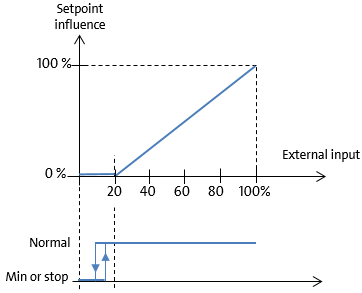 Setpoint
influence
100 %
0 %
External input
20 40 60 80 100%
Normal
Min or stop